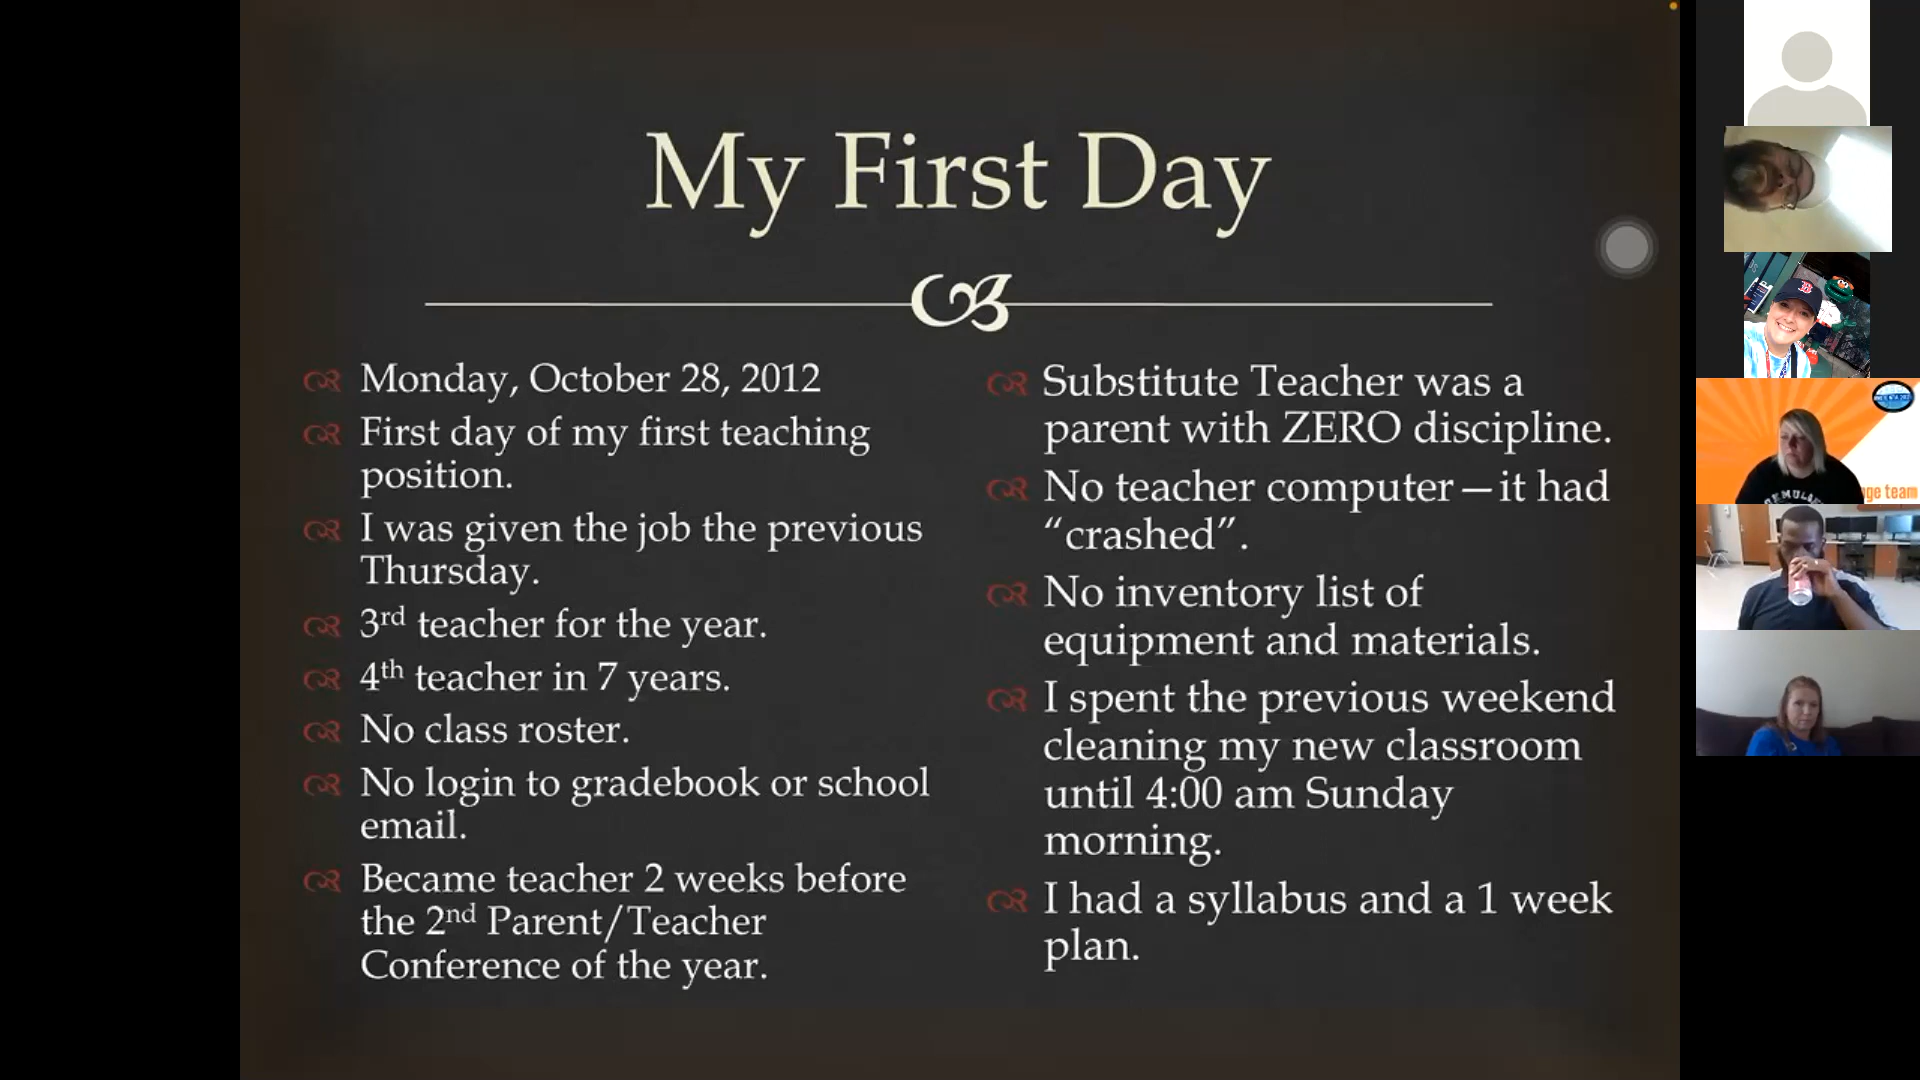 My First Day
Monday, October 28, 2012
First day of my first teaching
position.
I was given the job the previous
Thursday.
3rd teacher for the year.
4th teacher in 7 years.
No class roster.
No login to gradebook or school
email.
Became teacher 2 weeks before
the 2nd Parent/Teacher
Conference of the year.
Substitute Teacher was a
parent with ZERO discipline.
No teacher computer—it had
“crashed”.
No inventory list of
equipment and materials.
I spent the previous weekend
cleaning my new classroom
until 4:00 am Sunday
morning.
I had a syllabus and a 1 week
plan.
B
nge team